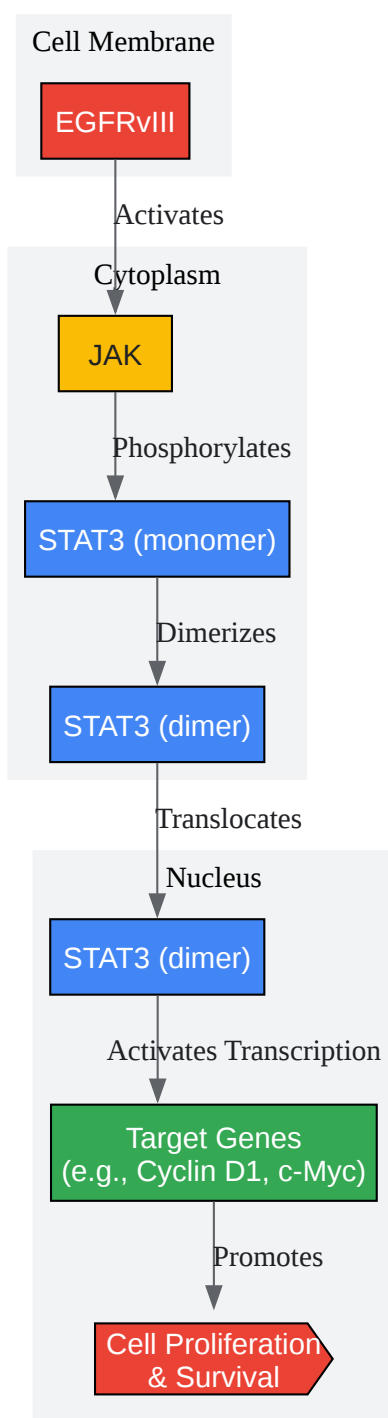 Cell Membrane
EGFRvIII
Activates
Cytoplasm
JAK
Phosphorylates
STAT3 (monomer)
Dimerizes
STAT3 (dimer)
Translocates
Nucleus
STAT3 (dimer)
Activates Transcription
Target Genes
(e.g., Cyclin D1, c-Myc)
Promotes
Cell Proliferation
& Survival